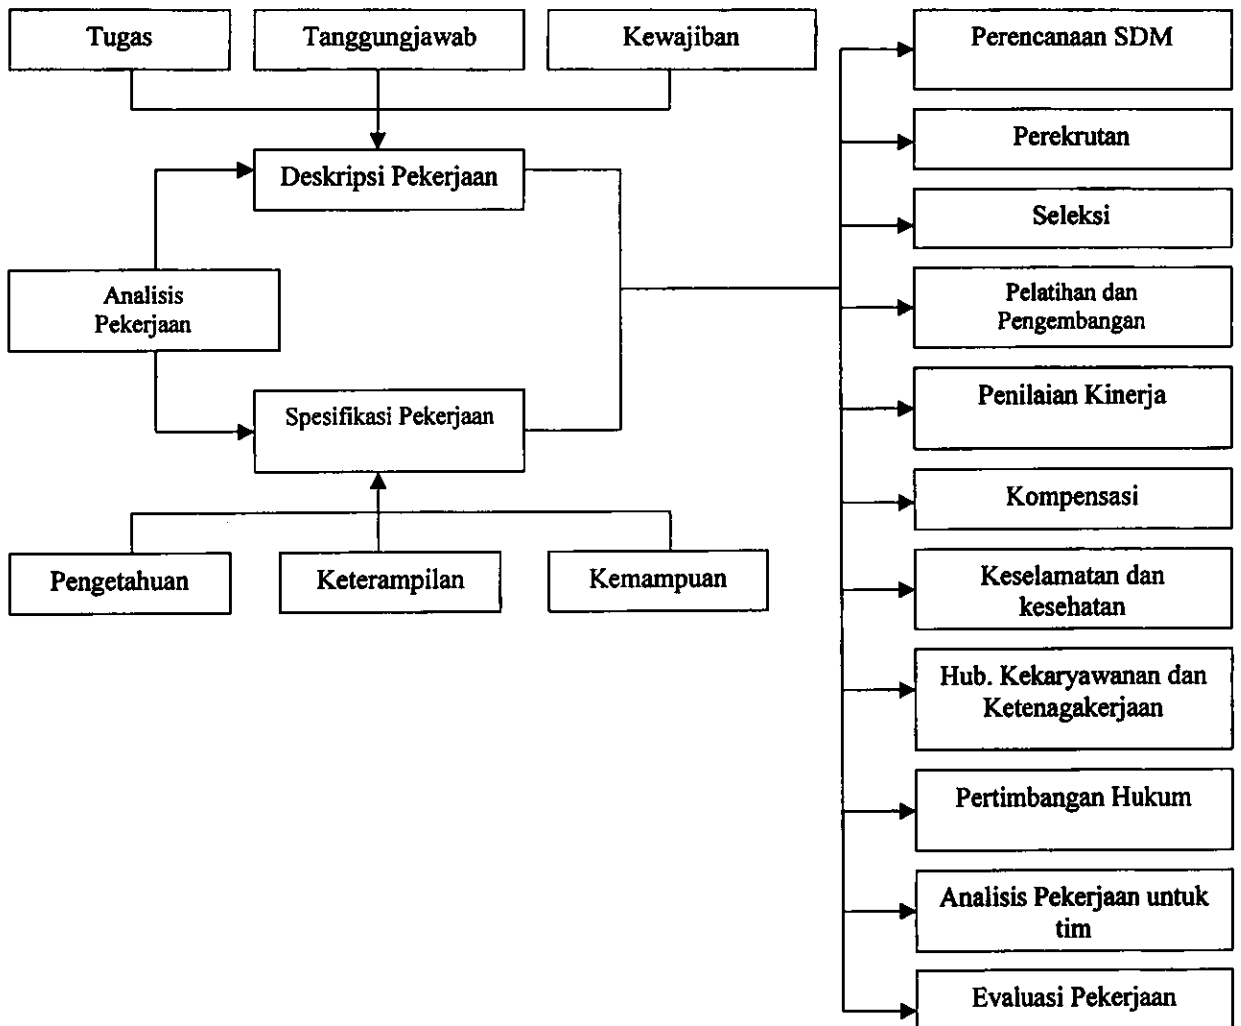 Tugas
Tanggungjawab
Kewajiban
Deskripsi Pekerjaan
Analisis
Pekerjaan
Spesifikasi Pekerjaan
Pengetahuan
Keterampilan
Kemampuan
Perencanaan SDM
Perekrutan
Seleksi
Pelatihan dan
Pengembangan
Penilaian Kinerja
Kompensasi
Keselamatan dan
kesehatan
Hub. Kekaryawanan dan
Ketenagakerjaan
Pertimbangan Hukum
Analisis Pekerjaan untuk
tim
Evaluasi Pekerjaan